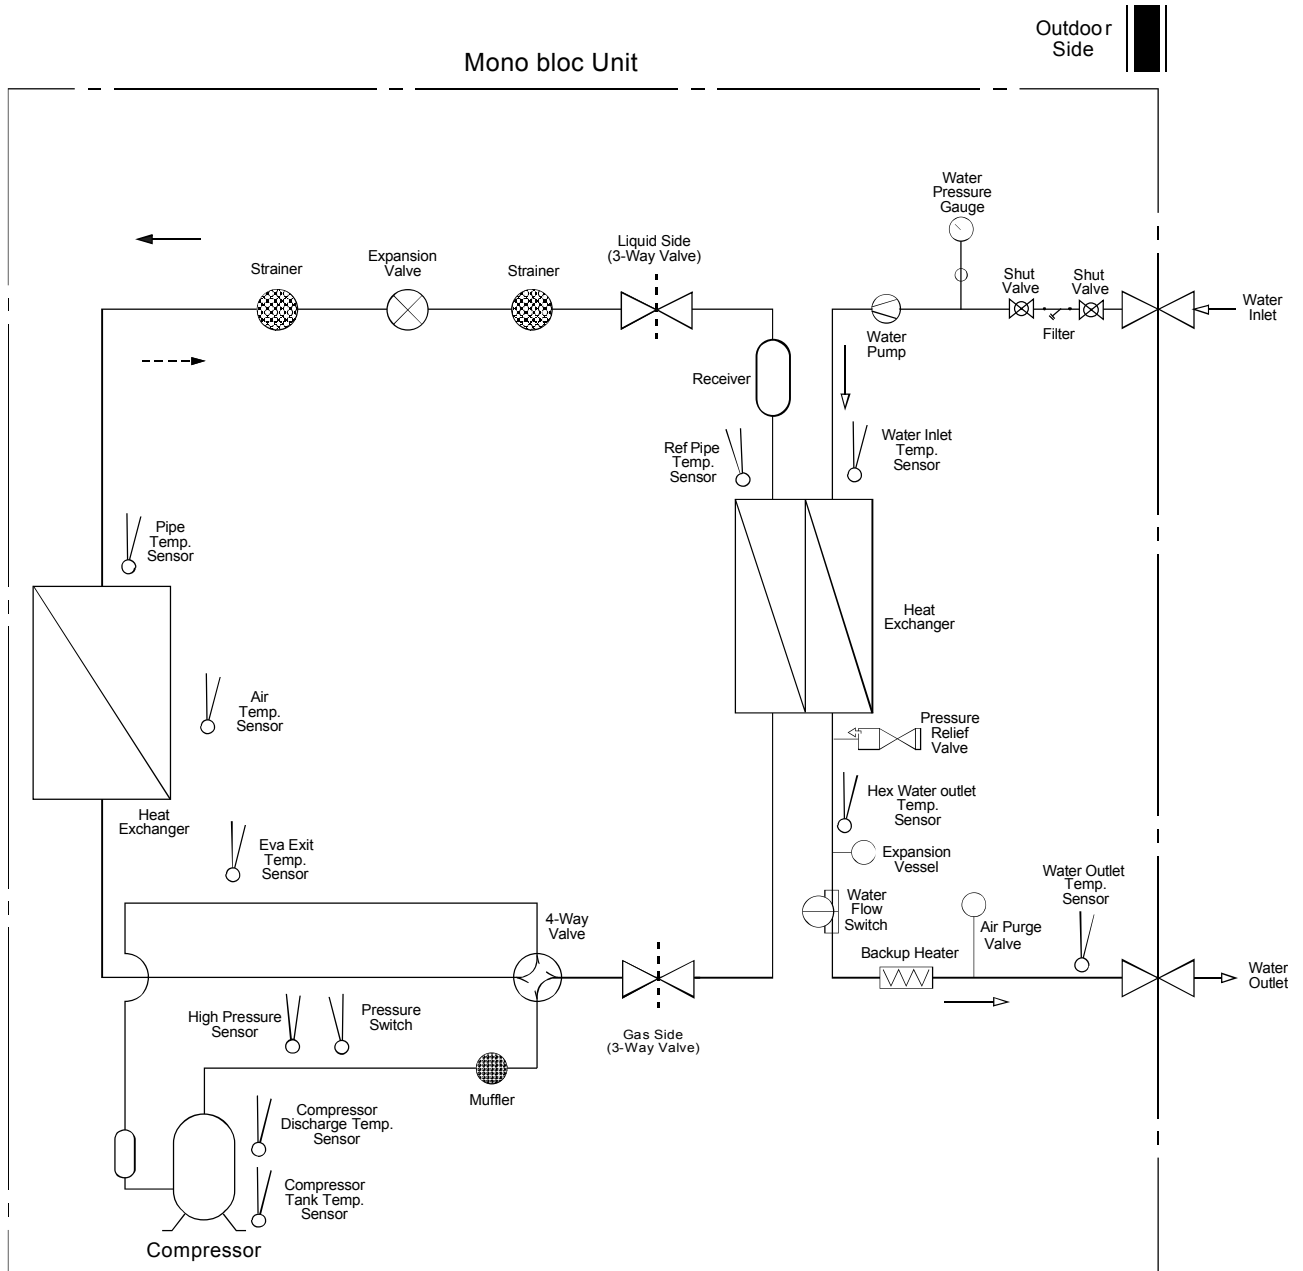 Outdoor
Side
Mono bloc Unit
Water
Pressure
Gauge
Liquid Side
(3-Way Valve)
Expansion
Valve
Strainer
Strainer
Shut
Valve
Shut
Valve
Water
Inlet
Filter
Water
Pump
Receiver
Ref Pipe
Temp.
Sensor
Water Inlet
Temp.
Sensor
Pipe
Temp.
Sensor
Heat
Exchanger
Air
Temp.
Sensor
Pressure
Relief
Valve
Hex Water outlet
Temp.
Sensor
Heat
Exchanger
Eva Exit
Temp.
Sensor
Expansion
Vessel
Water Outlet
Temp.
Sensor
Water
Flow
Switch
4-Way
Valve
Air Purge
Valve
Backup Heater
Water
Outlet
High Pressure
Sensor
Pressure
Switch
Gas Side
(3-Way Valve)
Muffler
Compressor
Discharge Temp.
Sensor
Compressor
Tank Temp.
Sensor
Compressor